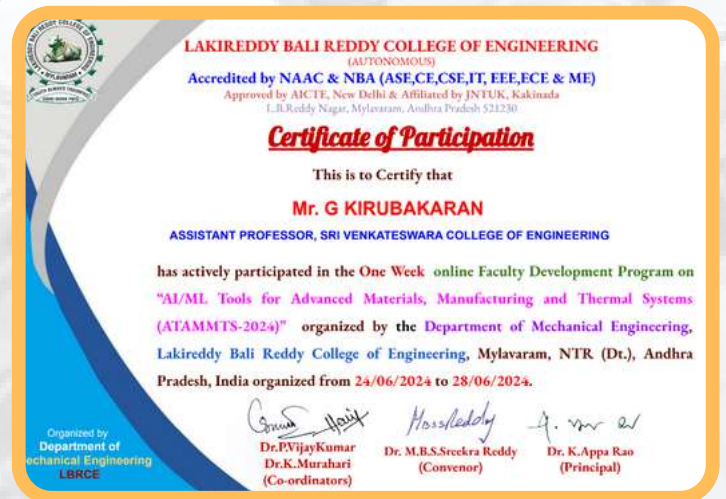 LAKIREDDY BALI REDDY COLLEGE OF ENGINEERING
(AUTONOMOUS)
Accredited by NAAC & NBA (ASE,CE,CSE,IT, EEE,ECE & ME)
Approved by AICTE, New Delhi & Affiliated by JNTUK, Kakinada
L.B.Reddy Nagar, Mylavaram, Andhra Pradesh 521230
Certificate of Participation
This is to Certify that
Mr. G KIRUBAKARAN
ASSISTANT PROFESSOR, SRI VENKATESWARA COLLEGE OF ENGINEERING
has actively participated in the One Week online Faculty Development Program on
“AI/ML Tools for Advanced Materials, Manufacturing and Thermal Systems
(ATAMMTS-2024)” organized by the Department of Mechanical Engineering,
Lakireddy Bali Reddy College of Engineering, Mylavaram, NTR (Dt.), Andhra
Pradesh, India organized from 24/06/2024 to 28/06/2024.
Organized by
Department of
echanical Engineering
LBRCE
Dr.P.VijayKumar
Dr.K.Murahari
(Co-ordinators)
Dr. M.B.S.Sreekra Reddy
(Convenor)
Dr. K.Appa Rao
(Principal)